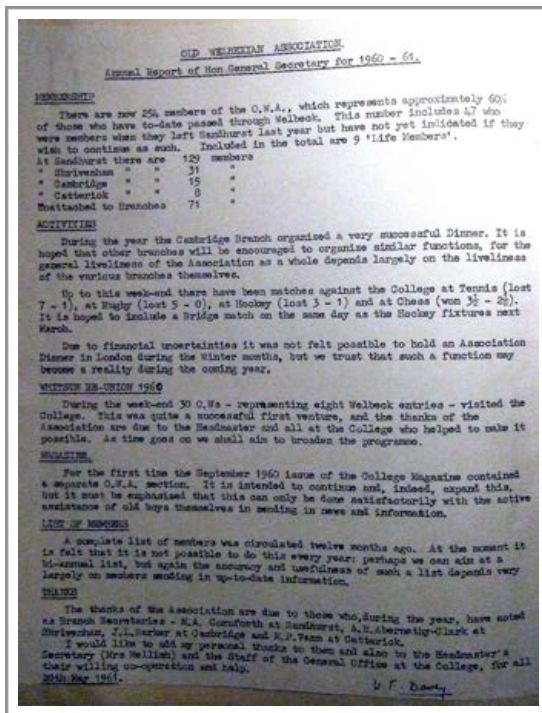 OLD WELBEXIAN ASSOCIATION.
Annual Report of Hon General Secretary for 1960 - 61.
MEMBERSHIP
There are now 254 members of the O.W.A., which represents approximately 60%
of those who have to-date passed through Welbeck. This number includes 47 who
were members when they left Sandhurst last year but have not yet indicated if they
wish to continue as such. Included in the total are 9 'Life Members'.
At Sandhurst there are 129 members
" Shrivenham " " 31 "
" Cambridge " " 15 "
" Catterick " " 8 "
Unattached to Branches 71 "
ACTIVITIES
During the year the Cambridge Branch organized a very successful Dinner. It is
hoped that other branches will be encouraged to organize similar functions, for the
general liveliness of the Association as a whole depends largely on the liveliness
of the various branches themselves.
Up to this week-end there have been matches against the College at Tennis (lost
7 - 1), at Rugby (lost 5 - 0), at Hockey (lost 3 - 1) and at Chess (won 3½ - 2½).
It is hoped to include a Bridge match on the same day as the Hockey fixtures next
March.
Due to financial uncertainties it was not felt possible to hold an Association
Dinner in London during the Winter months, but we trust that such a function may
become a reality during the coming year.
WHITSUN RE-UNION 1960
During the week-end 30 O.Ws - representing eight Welbeck entries - visited the
College. This was quite a successful first venture, and the thanks of the
Association are due to the Headmaster and all at the College who helped to make it
possible. As time goes on we shall aim to broaden the programme.
MAGAZINE
For the first time the September 1960 issue of the College Magazine contained
a separate O.W.A. section. It is intended to continue and, indeed, expand this,
but it must be emphasised that this can only be done satisfactorily with the active
assistance of old boys themselves in sending in news and information.
LIST OF MEMBERS
A complete list of members was circulated twelve months ago. At the moment it
is felt that it is not possible to do this every year; perhaps we can aim at a
bi-annual list, but again the accuracy and usefulness of such a list depends very
largely on members sending in up-to-date information.
THANKS
The thanks of the Association are due to those who, during the year, have acted
as Branch Secretaries - M.A. Cornforth at Sandhurst, A.N. Abernethy-Clark at
Shrivenham, J.L. Barker at Cambridge and M.P. Vann at Catterick.
I would like to add my personal thanks to them and also to the Headmaster's
Secretary (Mrs Mellish) and the Staff of the General Office at the College, for all
their willing co-operation and help.
20th May 1961.